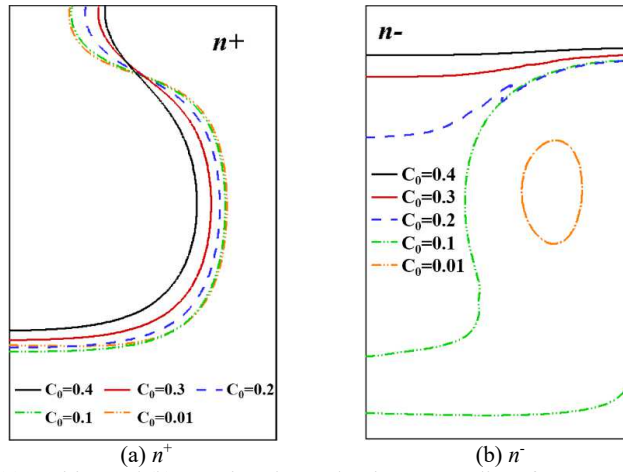 n+
C₀=0.4 C₀=0.3 C₀=0.2
C₀=0.1 C₀=0.01
(a) n⁺
n-
C₀=0.4
C₀=0.3
C₀=0.2
C₀=0.1
C₀=0.01
(b) n⁻